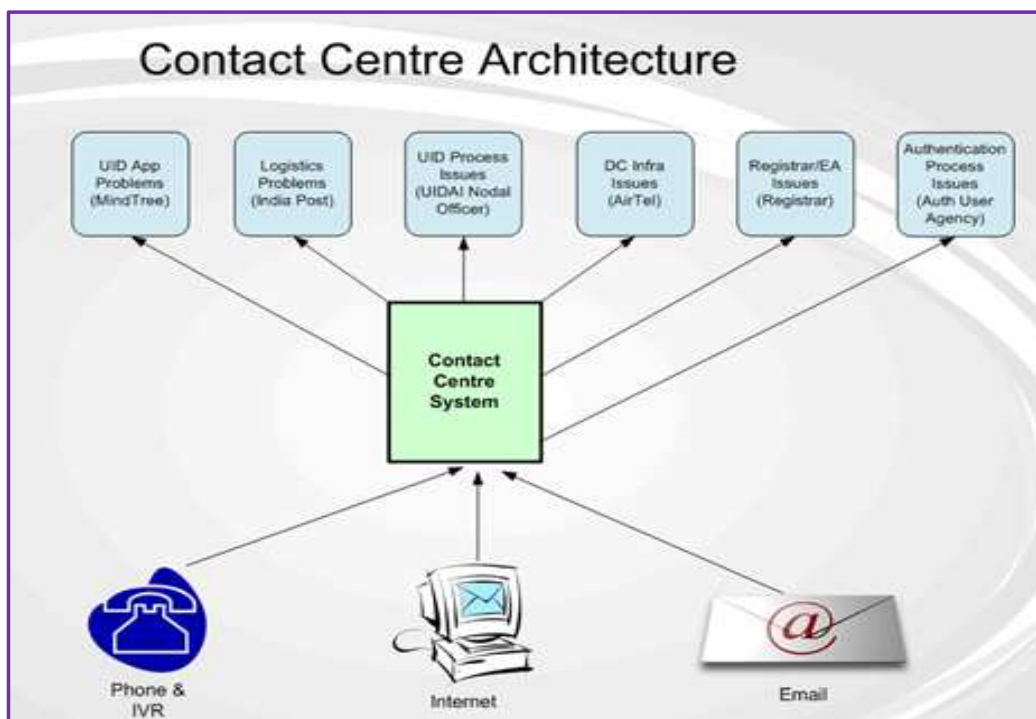 Contact Centre Architecture
UID App
Problems
(MindTree)
Logistics
Problems
(India Post)
UID Process
Issues
(UIDAI Nodal
Officer)
DC Infra
Issues
(AirTel)
Registrar/EA
Issues
(Registrar)
Authentication
Process
Issues
(Auth User
Agency)
Contact
Centre
System
Phone &
IVR
Internet
@
Email